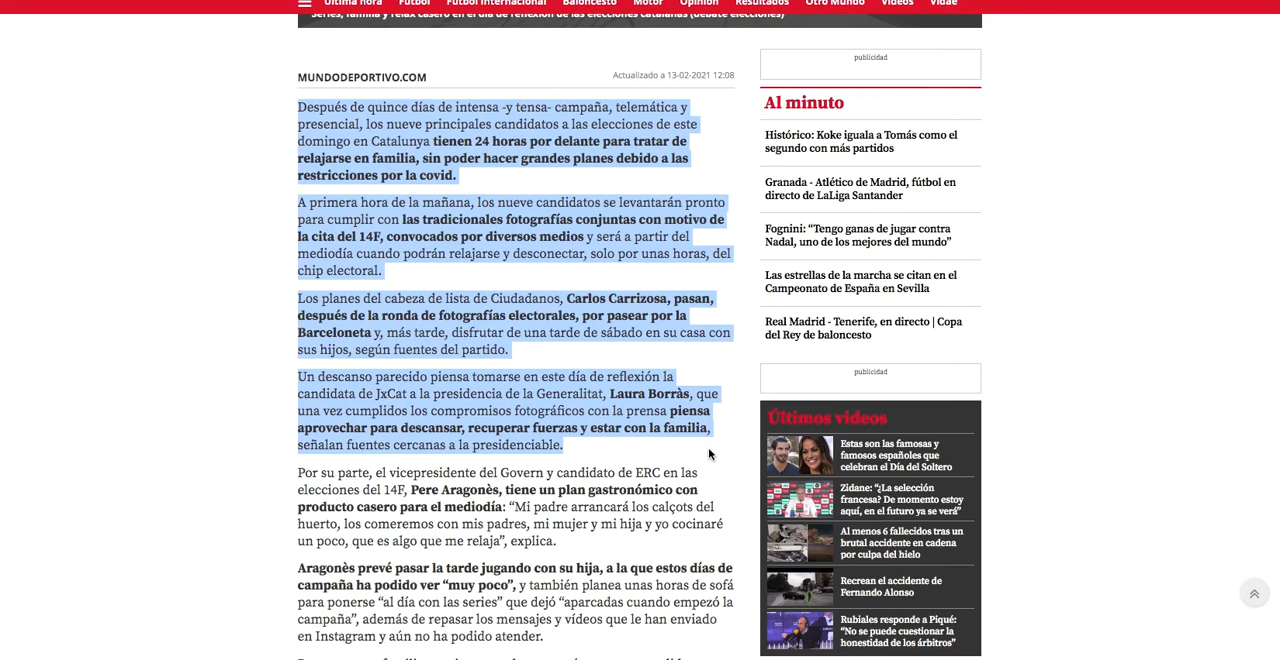 Última hora Fútbol Fútbol Internacional Baloncesto Motor Opinión Resultados Otro Mundo Vídeos Vidae
Series, familia y relax casero en el día de reflexión de las elecciones catalanas (debate elecciones)
MUNDODEPORTIVO.COM
Actualizado a 13-02-2021 12:08
Después de quince días de intensa -y tensa- campaña, telemática y
presencial, los nueve principales candidatos a las elecciones de este
domingo en Catalunya tienen 24 horas por delante para tratar de
relajarse en familia, sin poder hacer grandes planes debido a las
restricciones por la covid.
A primera hora de la mañana, los nueve candidatos se levantarán pronto
para cumplir con las tradicionales fotografías conjuntas con motivo de
la cita del 14F, convocados por diversos medios y será a partir del
mediodía cuando podrán relajarse y desconectar, solo por unas horas, del
chip electoral.
Los planes del cabeza de lista de Ciudadanos, Carlos Carrizosa, pasan,
después de la ronda de fotografías electorales, por pasear por la
Barceloneta y, más tarde, disfrutar de una tarde de sábado en su casa con
sus hijos, según fuentes del partido.
Un descanso parecido piensa tomarse en este día de reflexión la
candidata de JxCat a la presidencia de la Generalitat, Laura Borràs, que
una vez cumplidos los compromisos fotográficos con la prensa piensa
aprovechar para descansar, recuperar fuerzas y estar con la familia,
señalan fuentes cercanas a la presidenciable.
Por su parte, el vicepresidente del Govern y candidato de ERC en las
elecciones del 14F, Pere Aragonès, tiene un plan gastronómico con
producto casero para el mediodía: “Mi padre arrancará los calçots del
huerto, los comeremos con mis padres, mi mujer y mi hija y yo cocinaré
un poco, que es algo que me relaja”, explica.
Aragonès prevé pasar la tarde jugando con su hija, a la que estos días de
campaña ha podido ver “muy poco”, y también planea unas horas de sofá
para ponerse “al día con las series” que dejó “aparcadas cuando empezó la
campaña”, además de repasar los mensajes y vídeos que le han enviado
en Instagram y aún no ha podido atender.
publicidad
Al minuto
Histórico: Koke iguala a Tomás como el
segundo con más partidos
Granada - Atlético de Madrid, fútbol en
directo de LaLiga Santander
Fognini: “Tengo ganas de jugar contra
Nadal, uno de los mejores del mundo”
Las estrellas de la marcha se citan en el
Campeonato de España en Sevilla
Real Madrid - Tenerife, en directo | Copa
del Rey de baloncesto
publicidad
Últimos vídeos
Estas son las famosas y
famosos españoles que
celebran el Día del Soltero
Zidane: “¿La selección
francesa? De momento estoy
aquí, en el futuro ya se verá”
Al menos 6 fallecidos tras un
brutal accidente en cadena
por culpa del hielo
Recrean el accidente de
Fernando Alonso
Rubiales responde a Piqué:
“No se puede cuestionar la
honestidad de los árbitros”